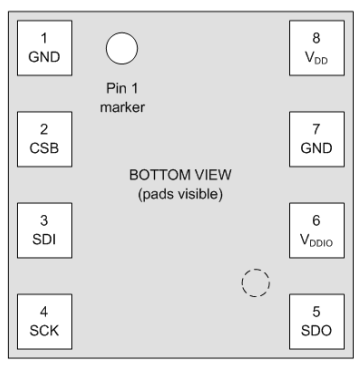 1
GND
Pin 1
marker
8
VDD
2
CSB
7
GND
BOTTOM VIEW
(pads visible)
3
SDI
6
VDDIO
4
SCK
5
SDO